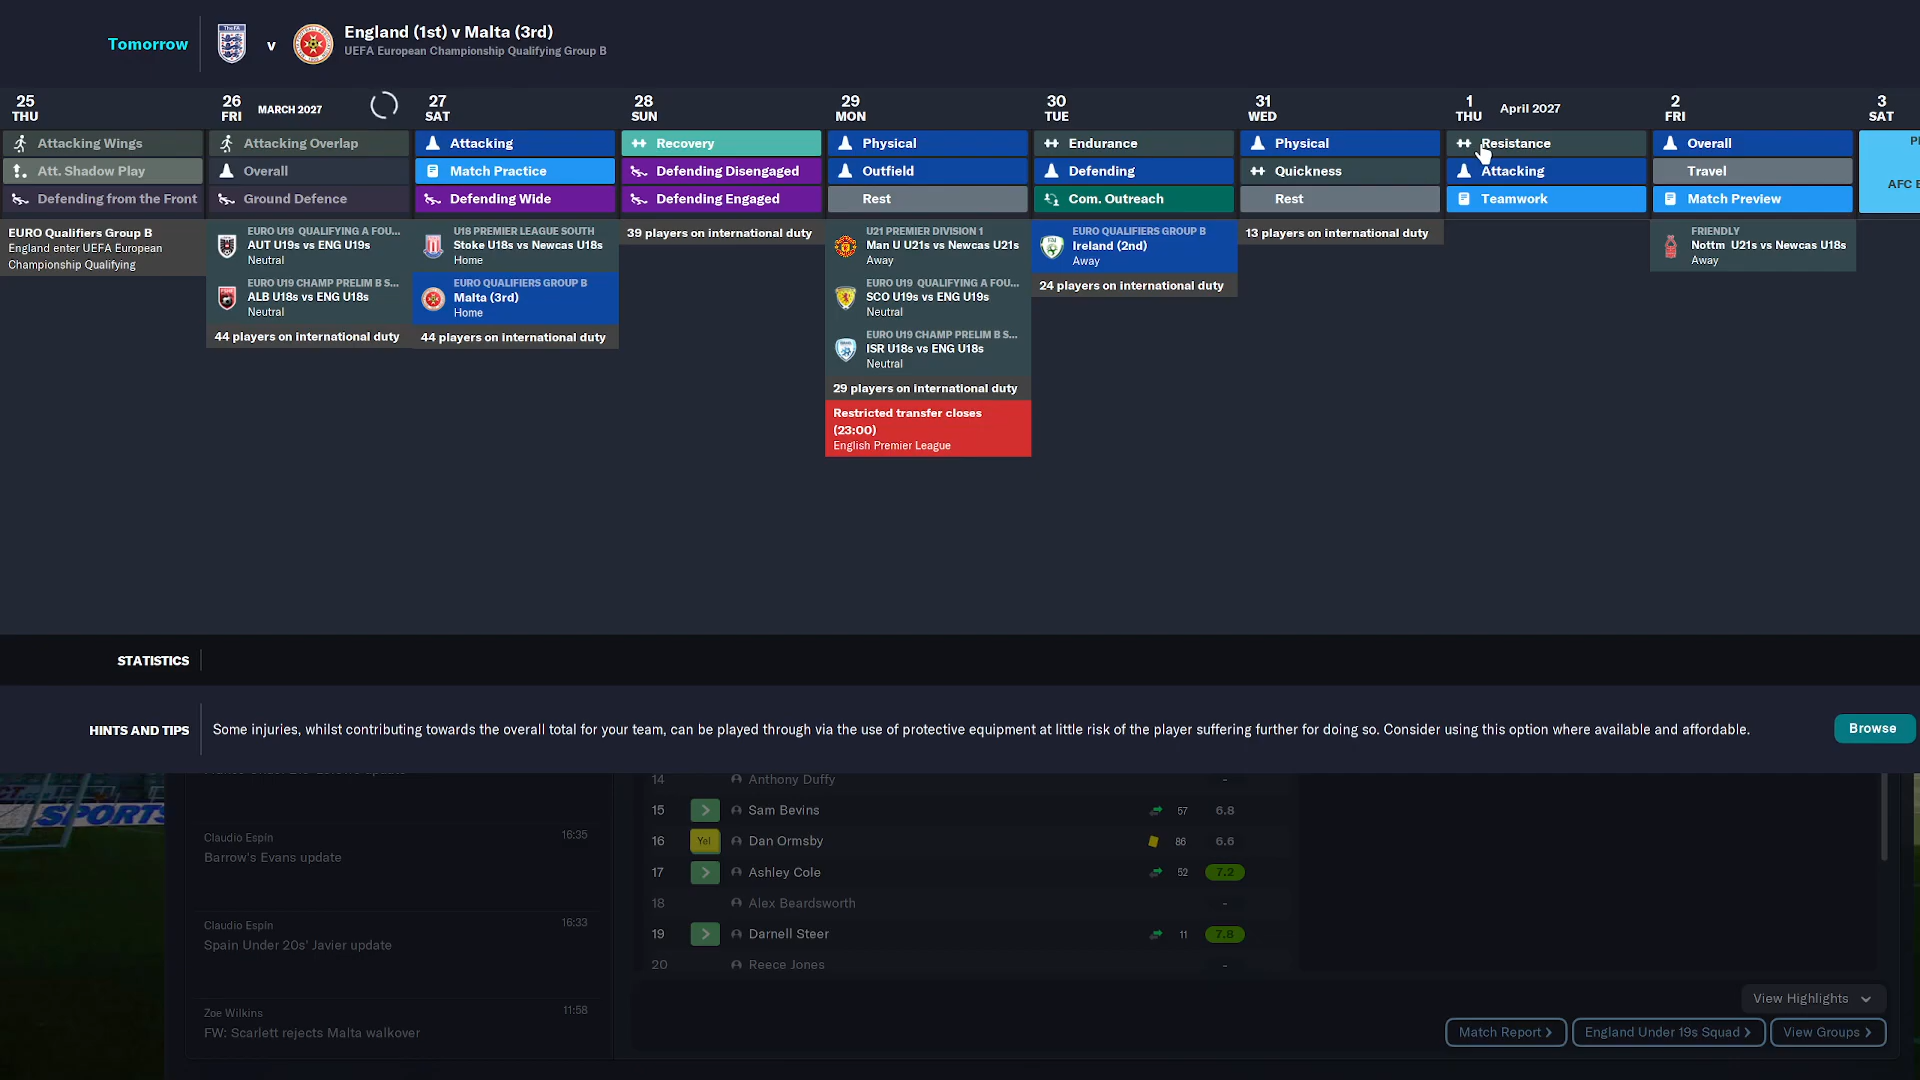 Tomorrow
v
England (1st) v Malta (3rd)
UEFA European Championship Qualifying Group B
25
THU
26
FRI
MARCH 2027
27
SAT
28
SUN
29
MON
30
TUE
31
WED
1
THU
April 2027
2
FRI
3
SAT
Attacking Wings
Att. Shadow Play
Defending from the Front
EURO Qualifiers Group B
England enter UEFA European
Championship Qualifying
Attacking Overlap
Overall
Ground Defence
EURO U19 QUALIFYING A FOU...
AUT U19s vs ENG U19s
Neutral
EURO U19 CHAMP PRELIM B S...
ALB U18s vs ENG U18s
Neutral
44 players on international duty
Attacking
Match Practice
Defending Wide
U18 PREMIER LEAGUE SOUTH
Stoke U18s vs Newcas U18s
Home
EURO QUALIFIERS GROUP B
Malta (3rd)
Home
44 players on international duty
Recovery
Defending Disengaged
Defending Engaged
39 players on international duty
Physical
Outfield
Rest
U21 PREMIER DIVISION 1
Man U U21s vs Newcas U21s
Away
EURO U19 QUALIFYING A FOU...
SCO U19s vs ENG U19s
Neutral
EURO U19 CHAMP PRELIM B S...
ISR U18s vs ENG U18s
Neutral
29 players on international duty
Restricted transfer closes
(23:00)
English Premier League
Endurance
Defending
Com. Outreach
EURO QUALIFIERS GROUP B
Ireland (2nd)
Away
24 players on international duty
Physical
Quickness
Rest
13 players on international duty
Resistance
Attacking
Teamwork
Overall
Travel
Match Preview
FRIENDLY
Nottm U21s vs Newcas U18s
Away
AFC
STATISTICS
HINTS AND TIPS
Some injuries, whilst contributing towards the overall total for your team, can be played through via the use of protective equipment at little risk of the player suffering further for doing so. Consider using this option where available and affordable.
Browse
SPORTS
Claudio Espín
16:35
Barrow's Evans update
Claudio Espín
16:33
Spain Under 20s' Javier update
Zoe Wilkins
11:58
FW: Scarlett rejects Malta walkover
14 Anthony Duffy -
15 Sam Bevins 57 6.8
16 Yel Dan Ormsby 86 6.6
17 Ashley Cole 52 7.2
18 Alex Beardsworth -
19 Darnell Steer 11 7.8
20 Reece Jones -
View Highlights
Match Report
England Under 19s Squad
View Groups